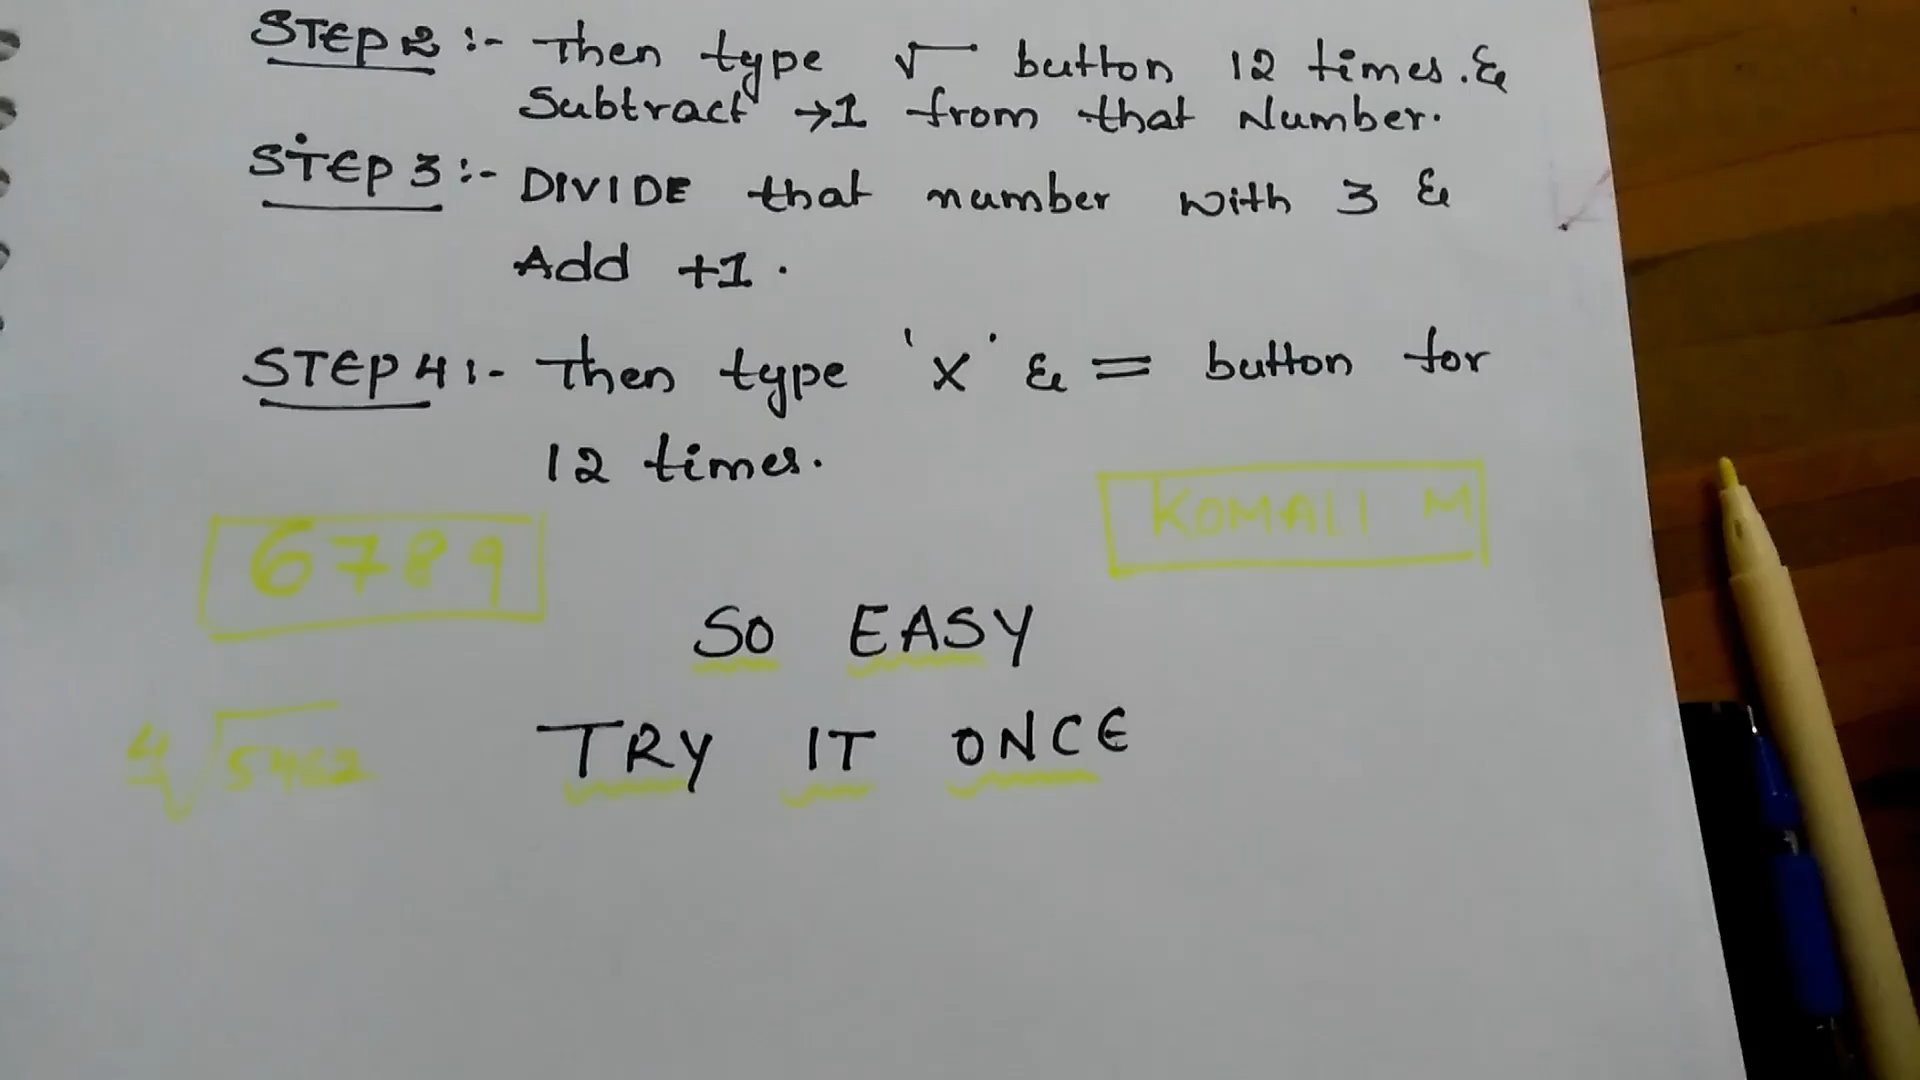 STEP 2 :- Then type √ button 12 times. &
Subtract →1 from that Number.
STEP 3 :- DIVIDE that number with 3 &
Add +1.
STEP 4 :- Then type 'x' & = button for
12 times.
KOMALI M
6789
SO EASY
TRY IT ONCE